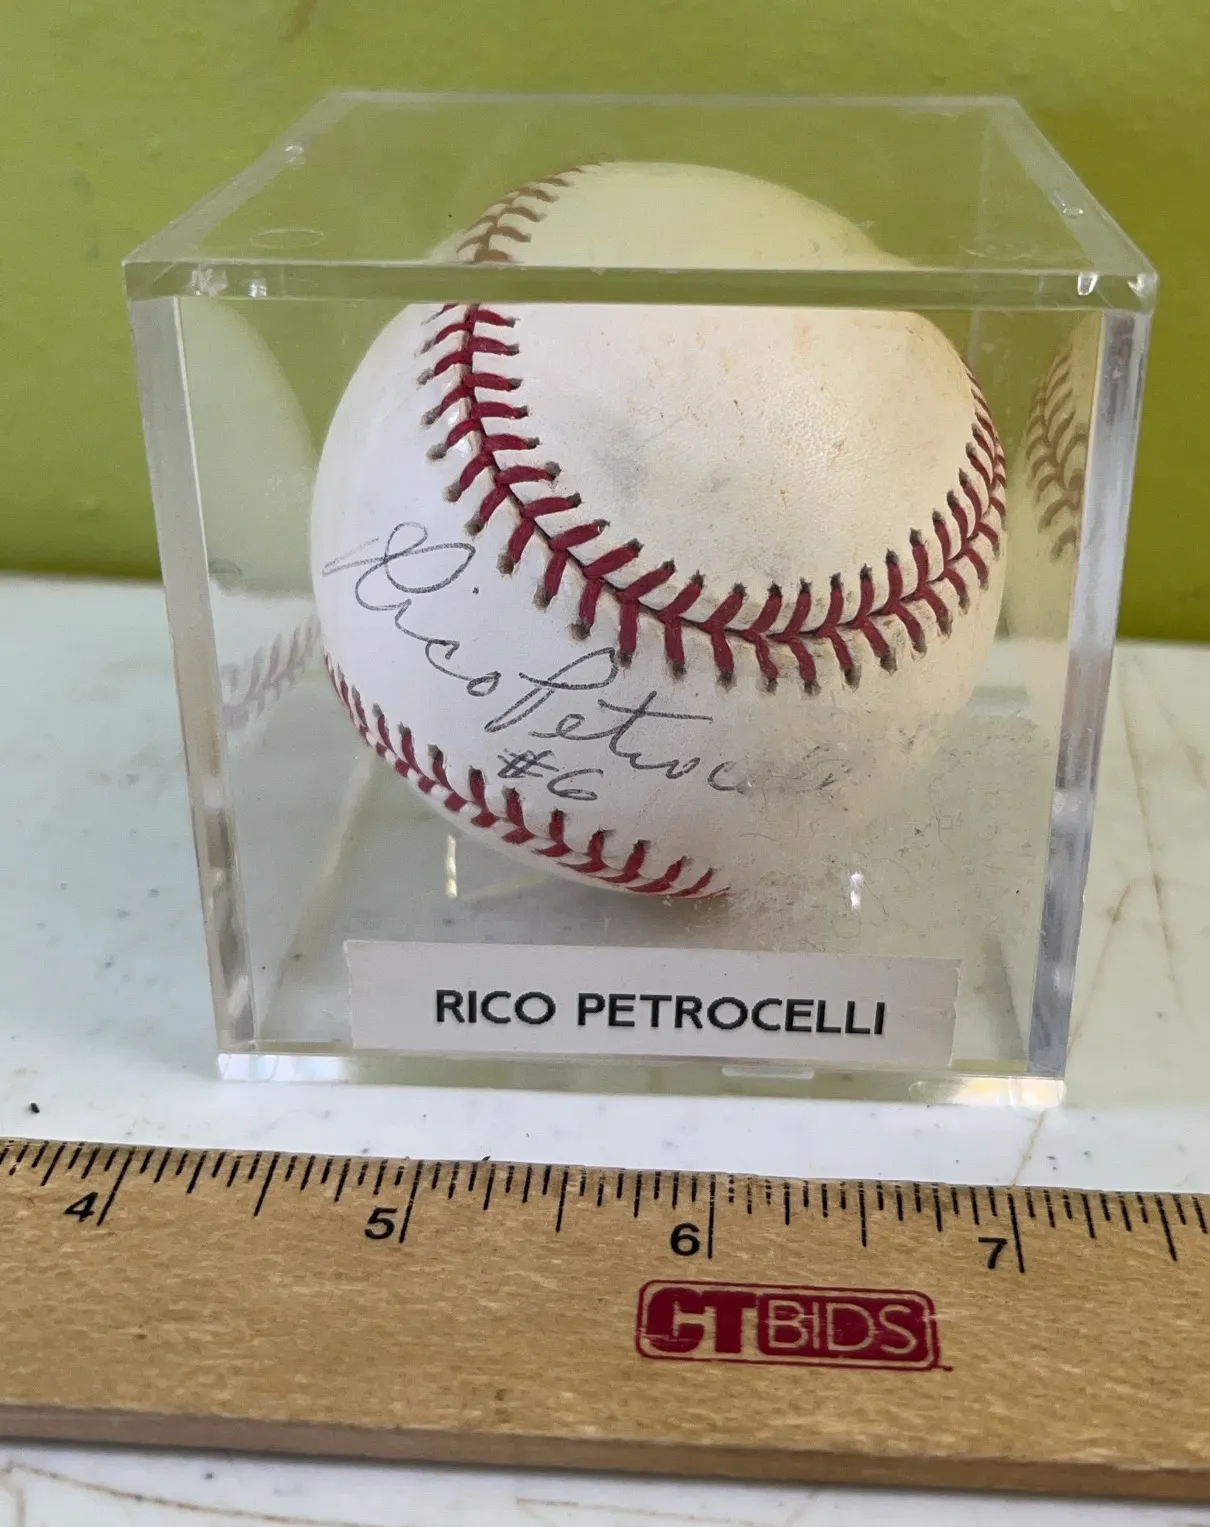 Rico Petrocelli
#6
RICO PETROCELLI
4 5 6 7
CTBIDS